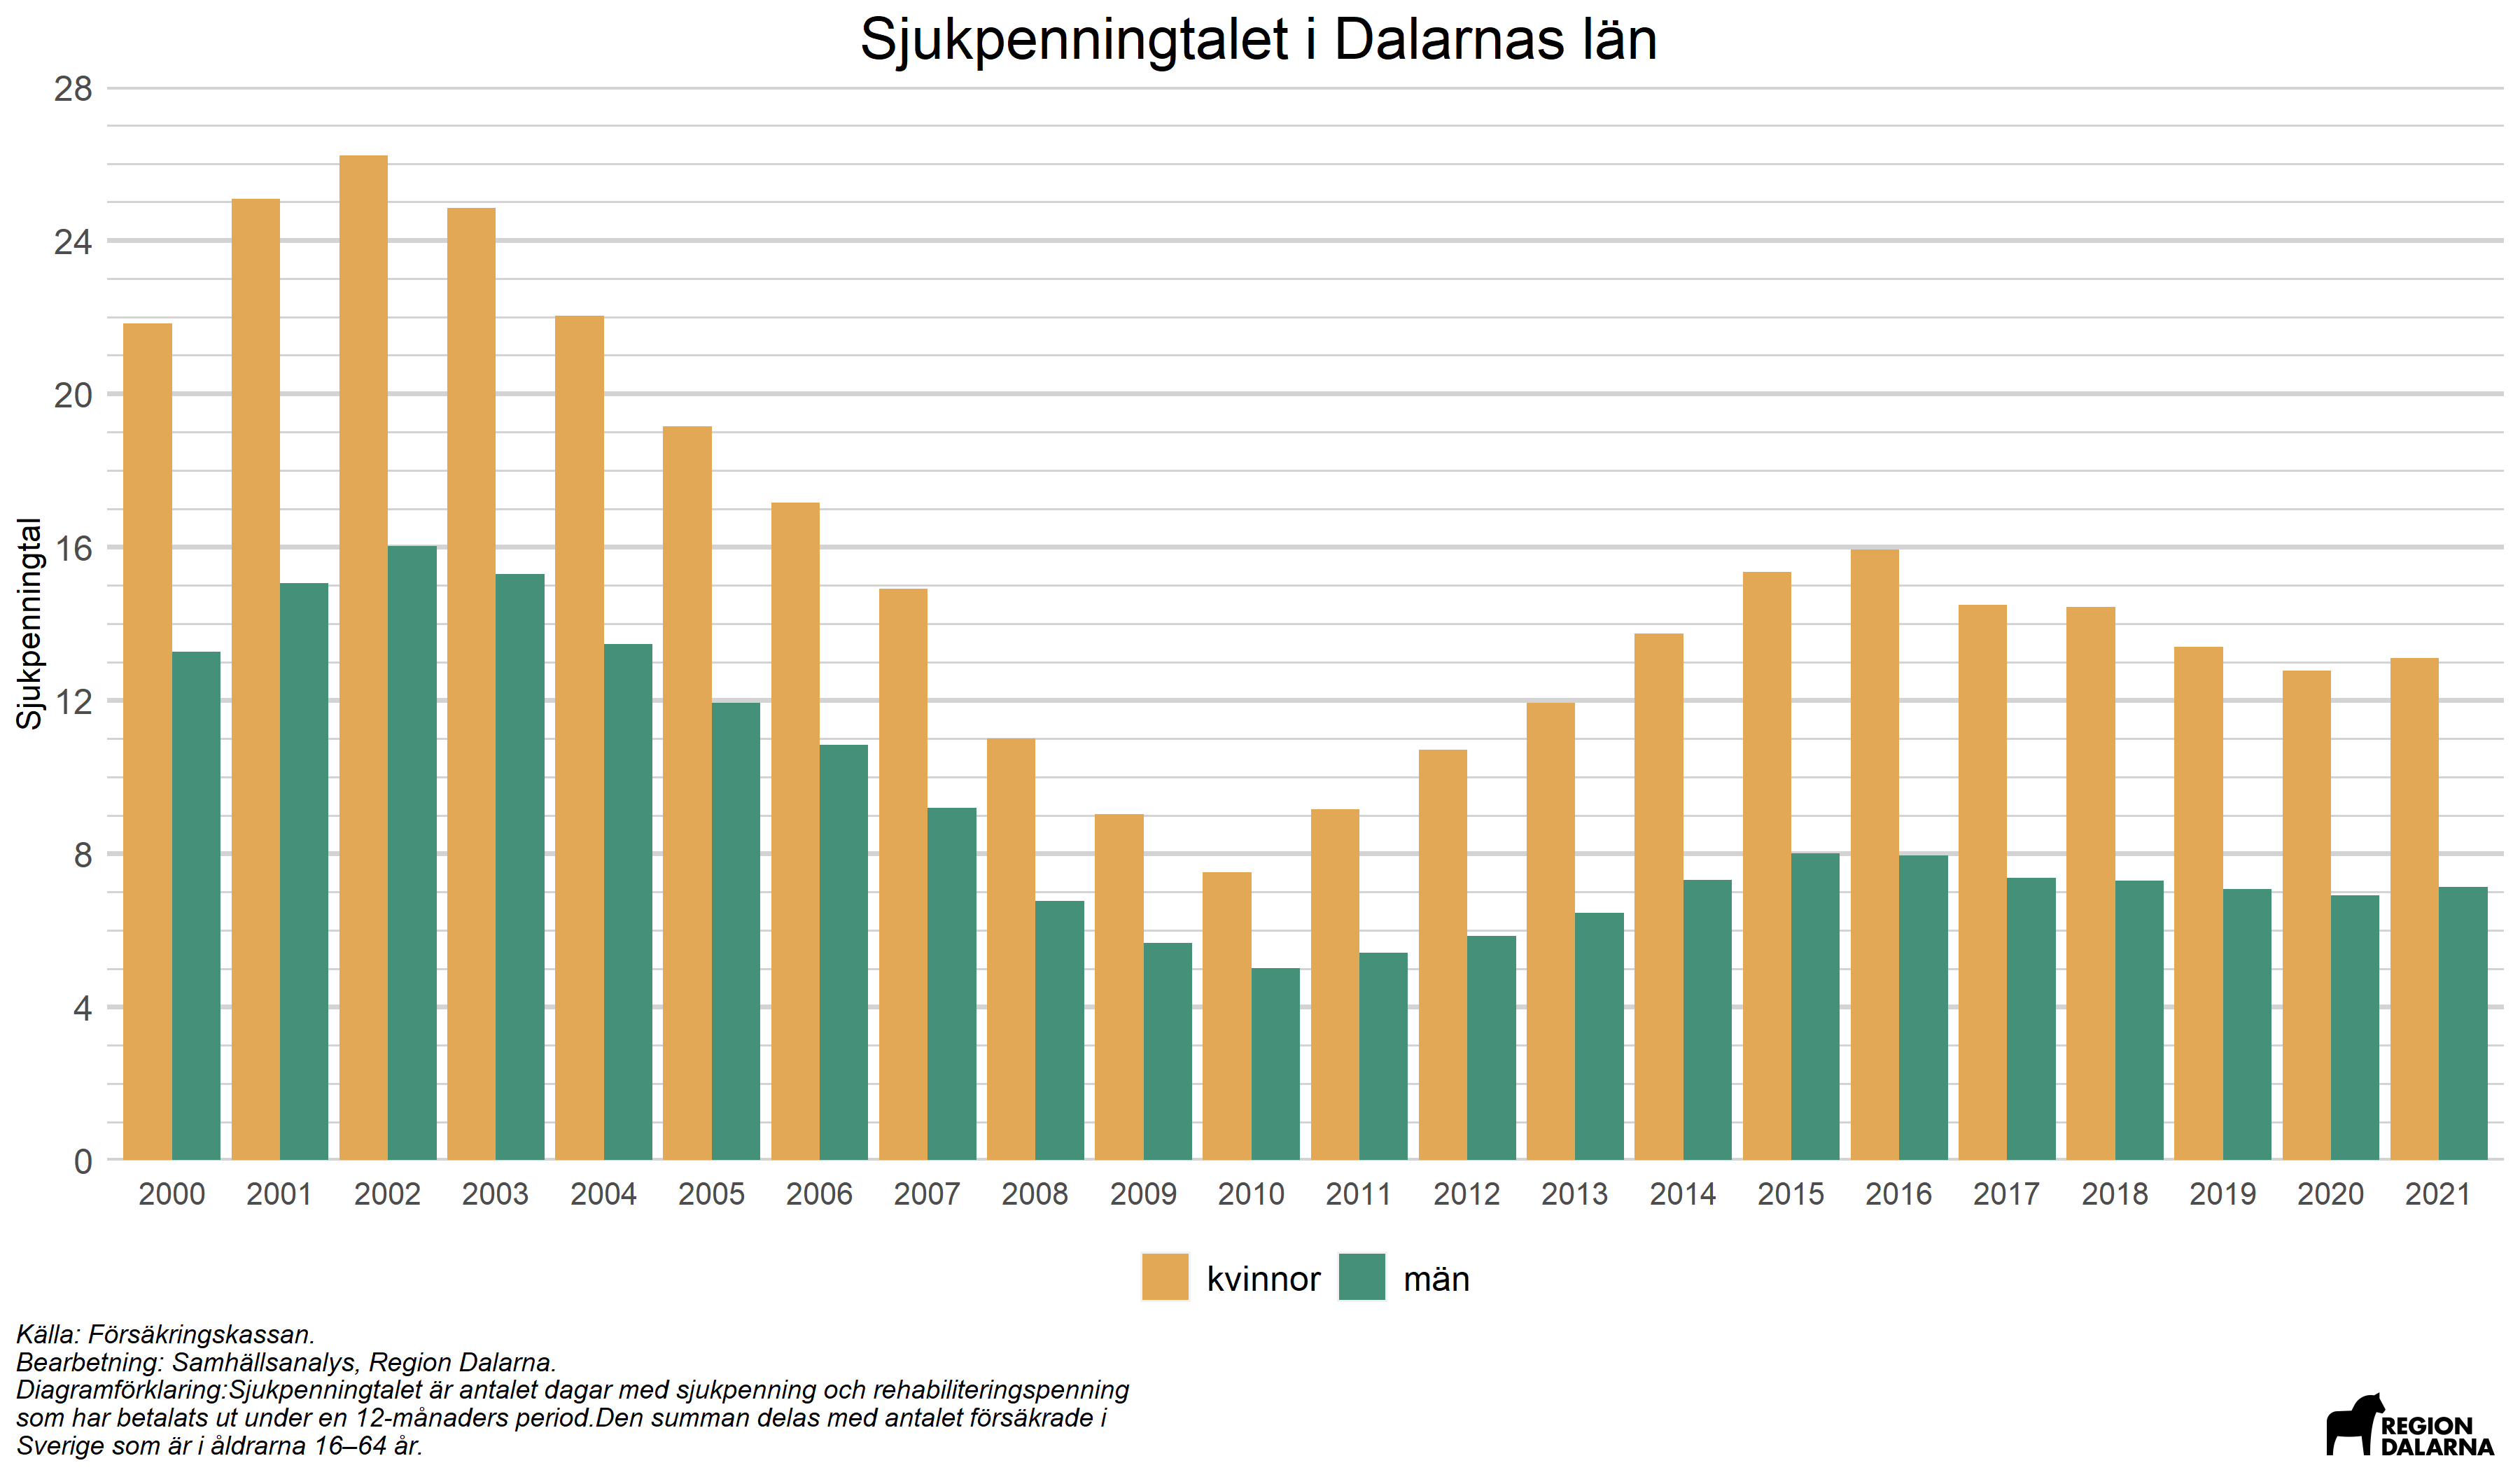 Sjukpenningtalet i Dalarnas län
28
24
20
16
12
8
4
0
Sjukpenningtal
2000 2001 2002 2003 2004 2005 2006 2007 2008 2009 2010 2011 2012 2013 2014 2015 2016 2017 2018 2019 2020 2021
kvinnor män
Källa: Försäkringskassan.
Bearbetning: Samhällsanalys, Region Dalarna.
Diagramförklaring:Sjukpenningtalet är antalet dagar med sjukpenning och rehabiliteringspenning
som har betalats ut under en 12-månaders period.Den summan delas med antalet försäkrade i
Sverige som är i åldrarna 16–64 år.
REGION
DALARNA